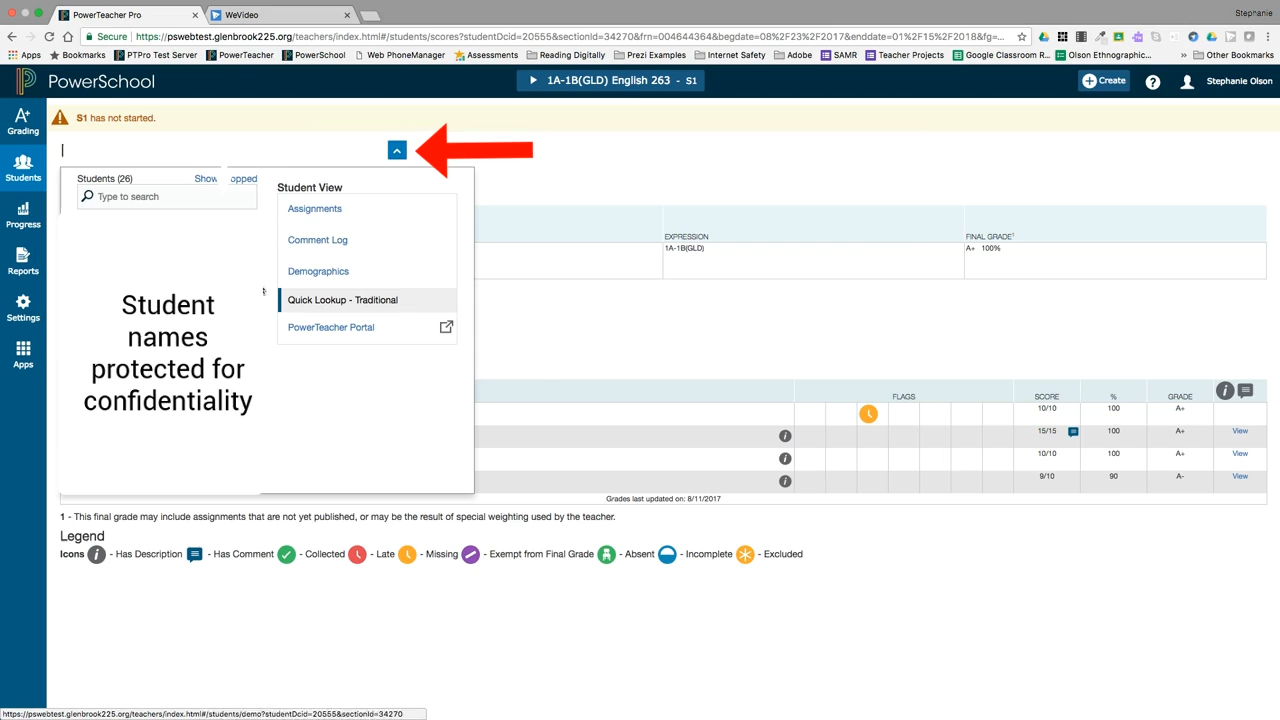 PowerTeacher Pro
WeVideo
Stephanie
Secure
https://pswebtest.glenbrook225.org/teachers/index.html#/students/scores?studentDcid=20555&sectionId=34270&frn=004644364&begdate=08%2F23%2F2017&enddate=01%2F15%2F2018&fg=...
Apps Bookmarks PTPro Test Server PowerTeacher PowerSchool Web PhoneManager Assessments Reading Digitally Prezi Examples Internet Safety Adobe SAMR Teacher Projects Google Classroom R... Olson EthnoGraphic... » Other Bookmarks
PowerSchool
1A-1B(GLD) English 263 - S1
Create
Stephanie Olson
Grading
Students
Progress
Reports
Settings
Apps
S1 has not started.
Students (26)
Show
opped
Type to search
Student View
Assignments
Comment Log
Demographics
Quick Lookup - Traditional
PowerTeacher Portal
Student
names
protected for
confidentiality
EXPRESSION FINAL GRADE1
1A-1B(GLD) A+ 100%
FLAGS SCORE % GRADE
10/10 100 A+
15/15 100 A+ View
10/10 100 A+ View
9/10 90 A- View
Grades last updated on: 8/11/2017
1 - This final grade may include assignments that are not yet published, or may be the result of special weighting used by the teacher.
Legend
Icons - Has Description - Has Comment - Collected - Late - Missing - Exempt from Final Grade - Absent - Incomplete - Excluded
https://pswebtest.glenbrook225.org/teachers/index.html#/students/demo?studentDcid=20555&sectionId=34270